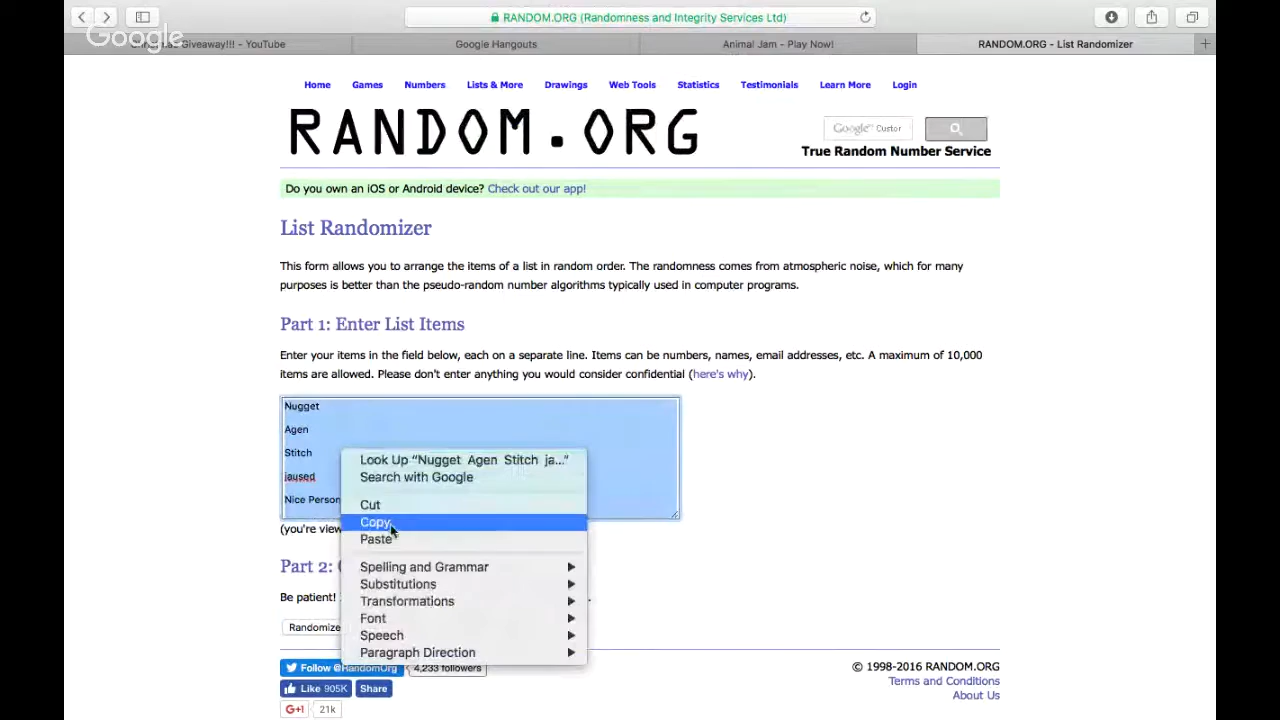 RANDOM.ORG (Randomness and Integrity Services Ltd)
Google
Giveaway!!! - YouTube
Google Hangouts
Animal Jam - Play Now!
RANDOM.ORG - List Randomizer
Home Games Numbers Lists & More Drawings Web Tools Statistics Testimonials Learn More Login
RANDOM.ORG
Google Custor
True Random Number Service
Do you own an iOS or Android device? Check out our app!
List Randomizer
This form allows you to arrange the items of a list in random order. The randomness comes from atmospheric noise, which for many
purposes is better than the pseudo-random number algorithms typically used in computer programs.
Part 1: Enter List Items
Enter your items in the field below, each on a separate line. Items can be numbers, names, email addresses, etc. A maximum of 10,000
items are allowed. Please don't enter anything you would consider confidential (here's why).
Nugget
Agen
Stitch
jaused
Nice Person
(you're view
Look Up “Nugget Agen Stitch ja...”
Search with Google
Cut
Copy
Paste
Spelling and Grammar
Substitutions
Transformations
Font
Speech
Paragraph Direction
Part 2:
Be patient!
Randomize
Follow @RandomOrg 4,233 followers
Like 905K Share
G+! 21k
© 1998-2016 RANDOM.ORG
Terms and Conditions
About Us